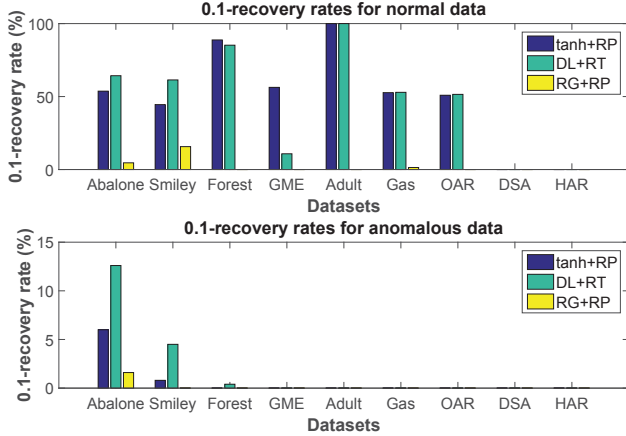 0.1-recovery rates for normal data
0.1-recovery rate (%)
100
50
0
tanh+RP
DL+RT
RG+RP
Abalone Smiley Forest GME Adult Gas OAR DSA HAR
Datasets
0.1-recovery rates for anomalous data
0.1-recovery rate (%)
15
10
5
0
tanh+RP
DL+RT
RG+RP
Abalone Smiley Forest GME Adult Gas OAR DSA HAR
Datasets